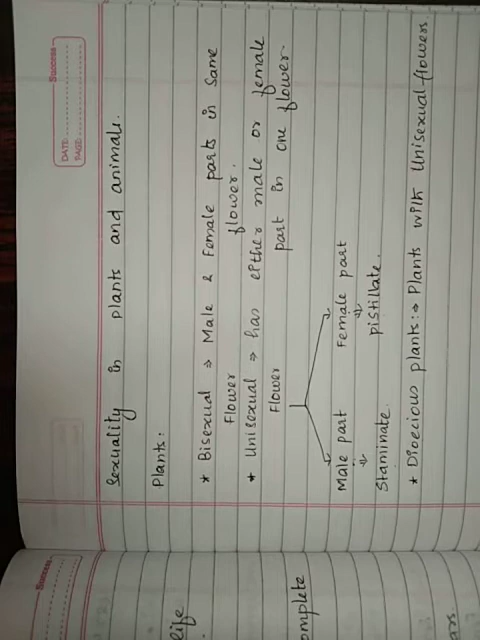 Success
DATE
PAGE
Sexuality in plants and animals.
Plants:
* Bisexual ⇒ Male & Female parts in same
Flower flower.
* Unisexual ⇒ has either male or female
Flower part in one flower.
Male part Female part
Staminate. pistillate.
* Dioecious plants:⇒ Plants with Unisexual flowers.
Success
life
omplete